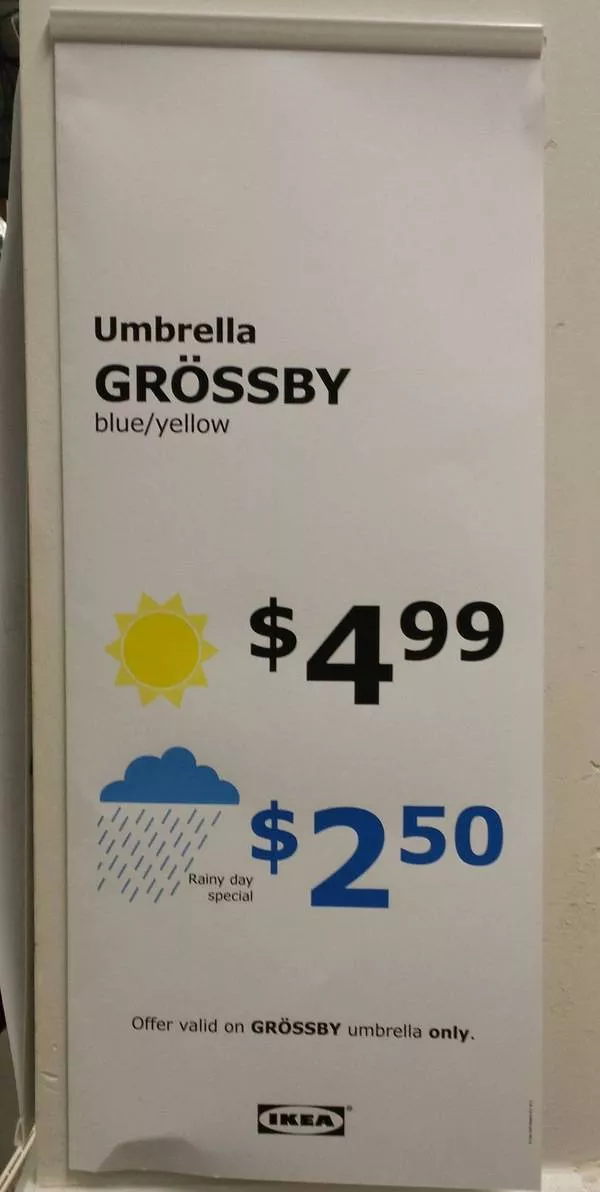 Umbrella
GRÖSSBY
blue/yellow
$4 99
$2 50
Rainy day
special
Offer valid on GRÖSSBY umbrella only.
IKEA®